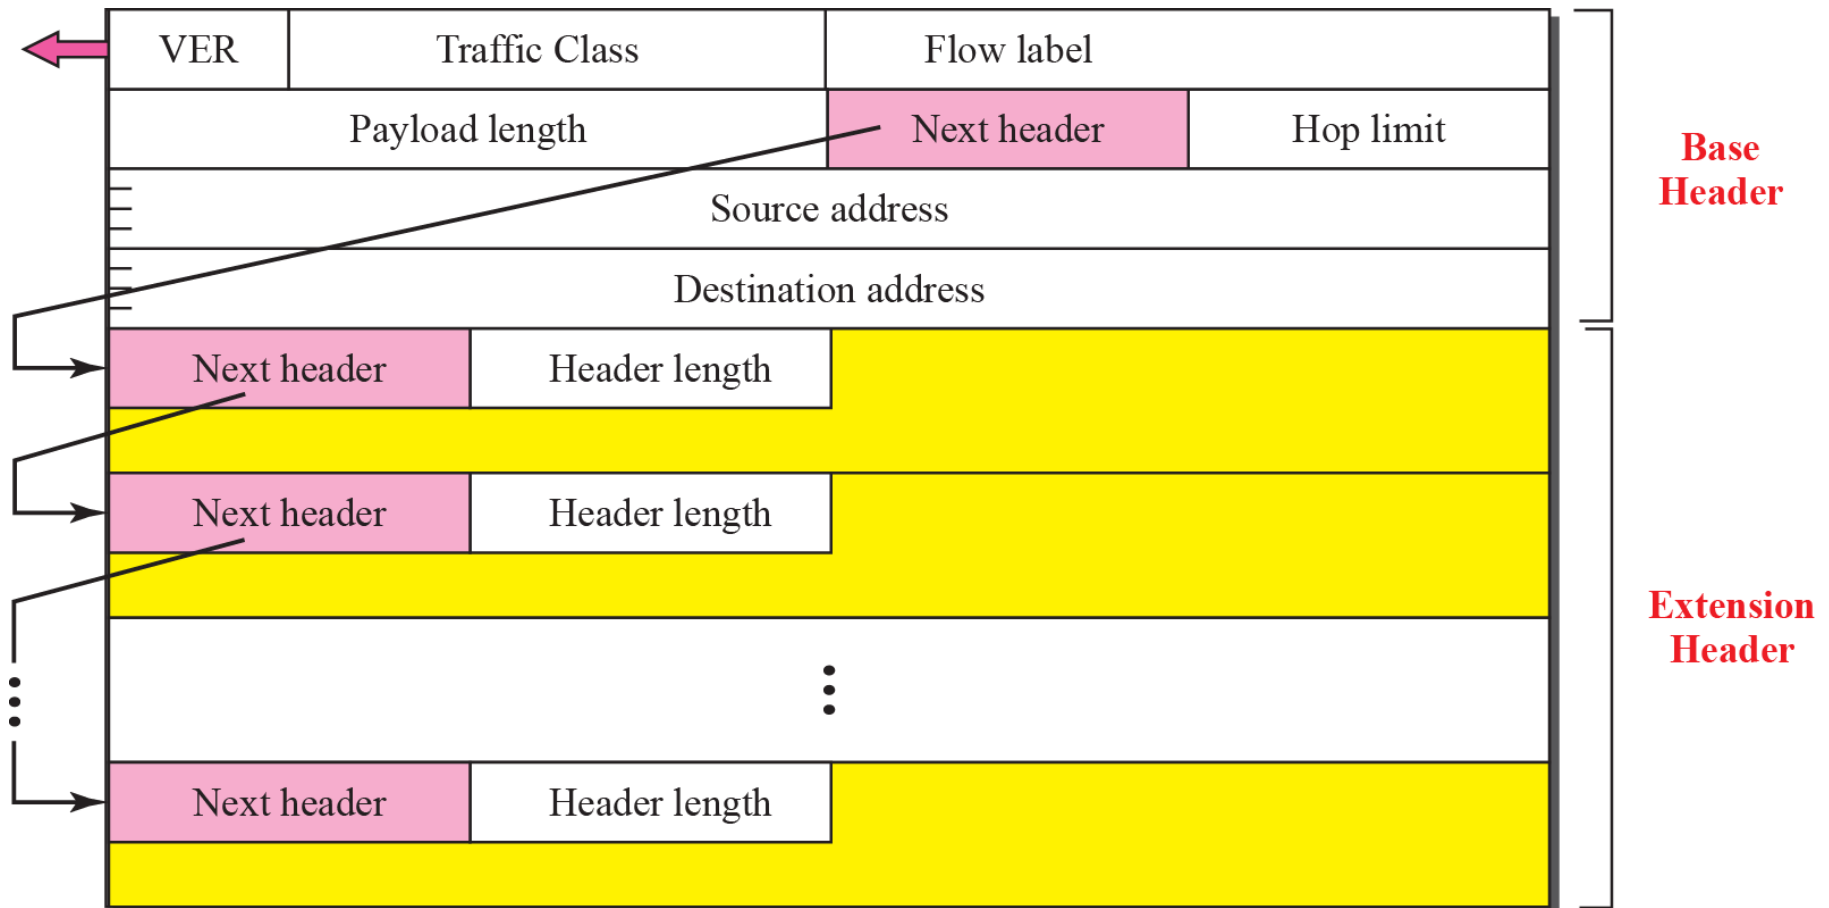 VER Traffic Class Flow label
Payload length Next header Hop limit
Base
Header
Source address
Destination address
Next header Header length
Next header Header length
Extension
Header
Next header Header length